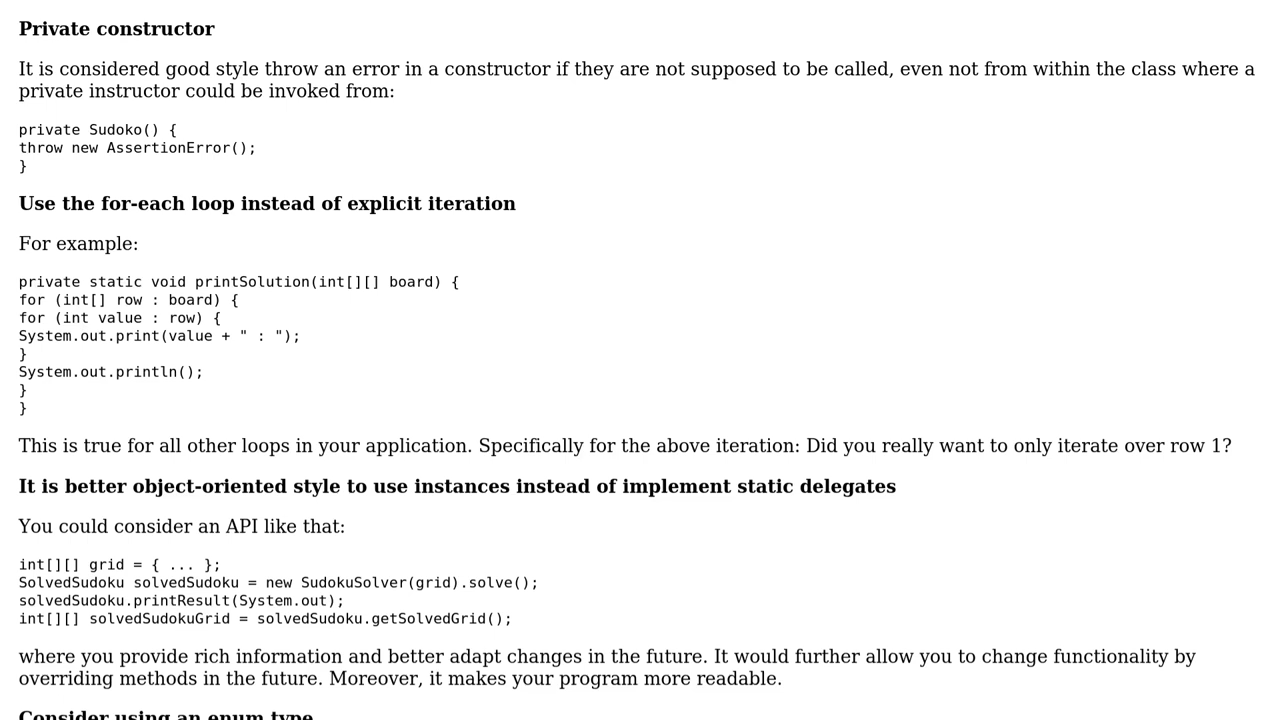 Private constructor
It is considered good style throw an error in a constructor if they are not supposed to be called, even not from within the class where a
private instructor could be invoked from:
private Sudoko() {
throw new AssertionError();
}
Use the for-each loop instead of explicit iteration
For example:
private static void printSolution(int[][] board) {
for (int[] row : board) {
for (int value : row) {
System.out.print(value + " : ");
}
System.out.println();
}
}
This is true for all other loops in your application. Specifically for the above iteration: Did you really want to only iterate over row 1?
It is better object-oriented style to use instances instead of implement static delegates
You could consider an API like that:
int[][] grid = { ... };
SolvedSudoku solvedSudoku = new SudokuSolver(grid).solve();
solvedSudoku.printResult(System.out);
int[][] solvedSudokuGrid = solvedSudoku.getSolvedGrid();
where you provide rich information and better adapt changes in the future. It would further allow you to change functionality by
overriding methods in the future. Moreover, it makes your program more readable.
Consider using an enum type